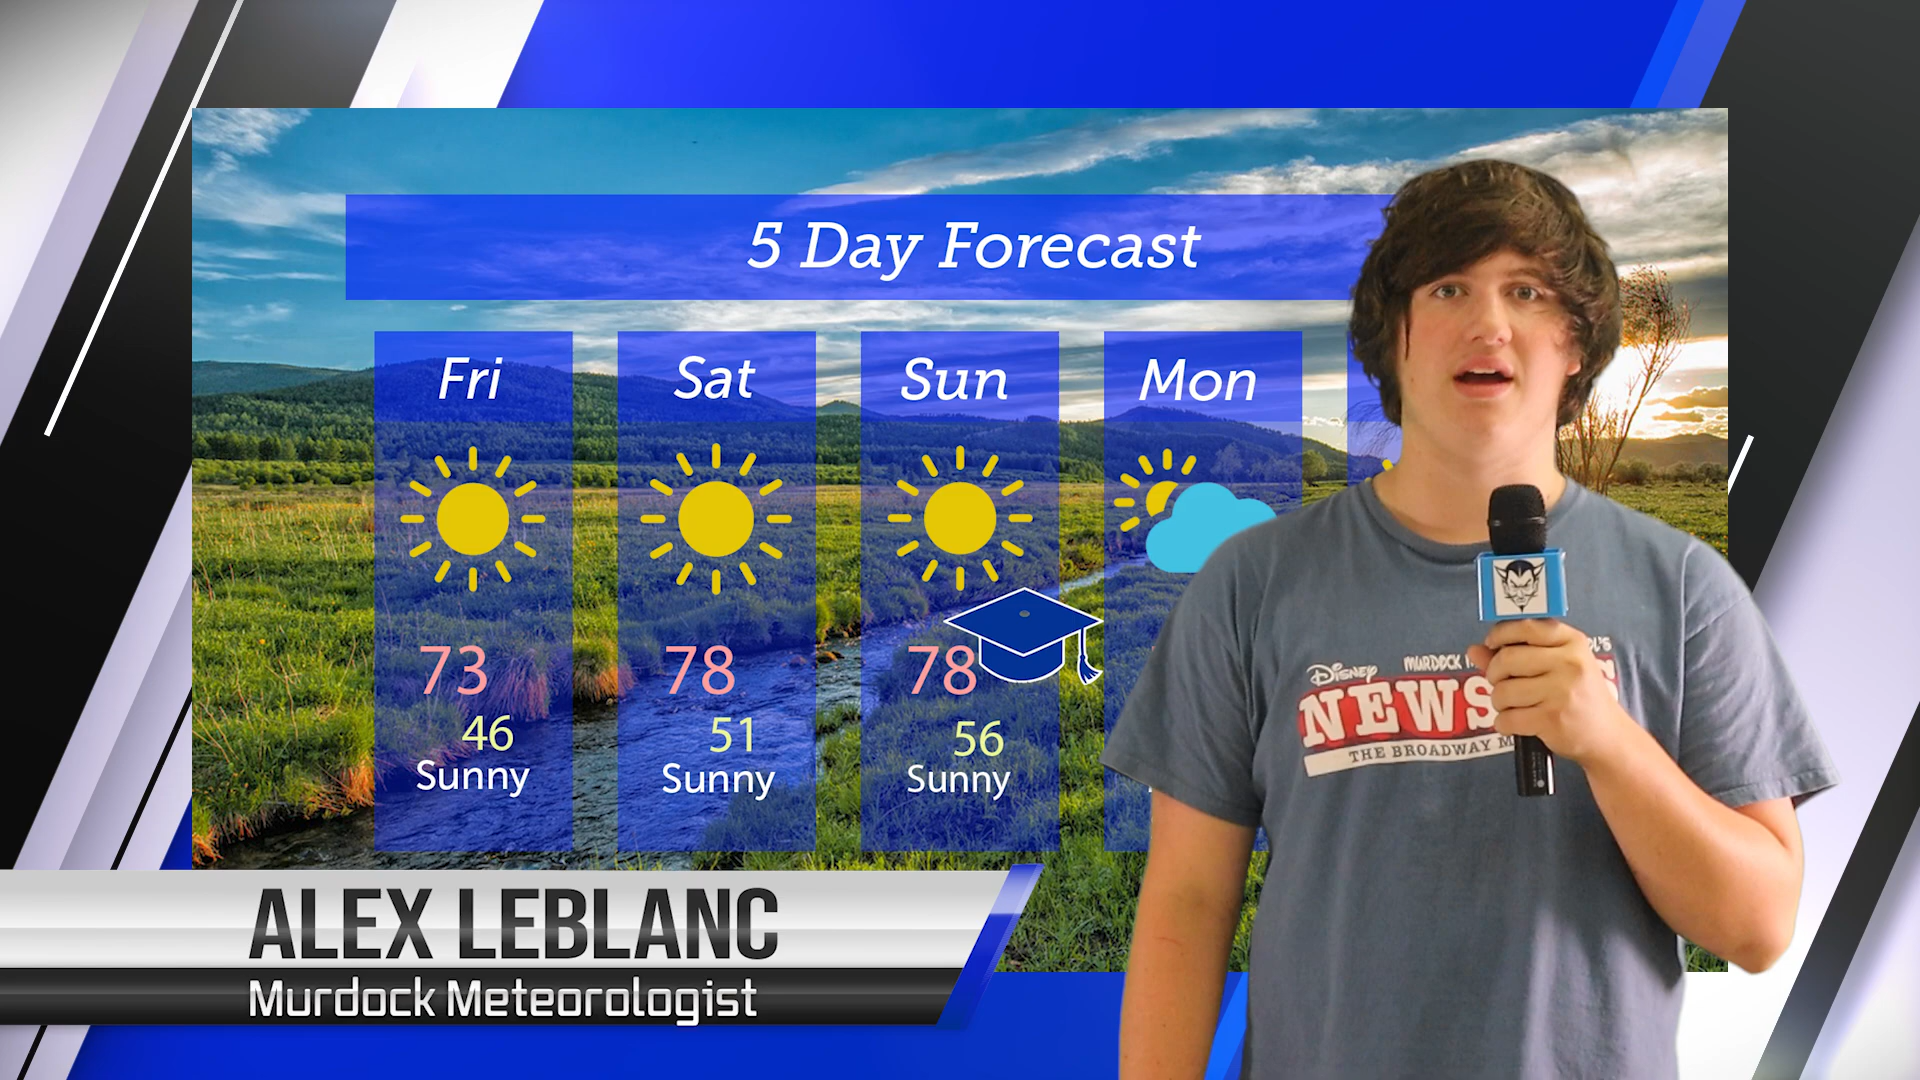 5 Day Forecast
Fri
Sat
Sun
Mon
73
78
78
46
51
56
Sunny
Sunny
Sunny
DISNEY
MURDOCK
NEWS
THE BROADWAY
ALEX LEBLANC
Murdock Meteorologist